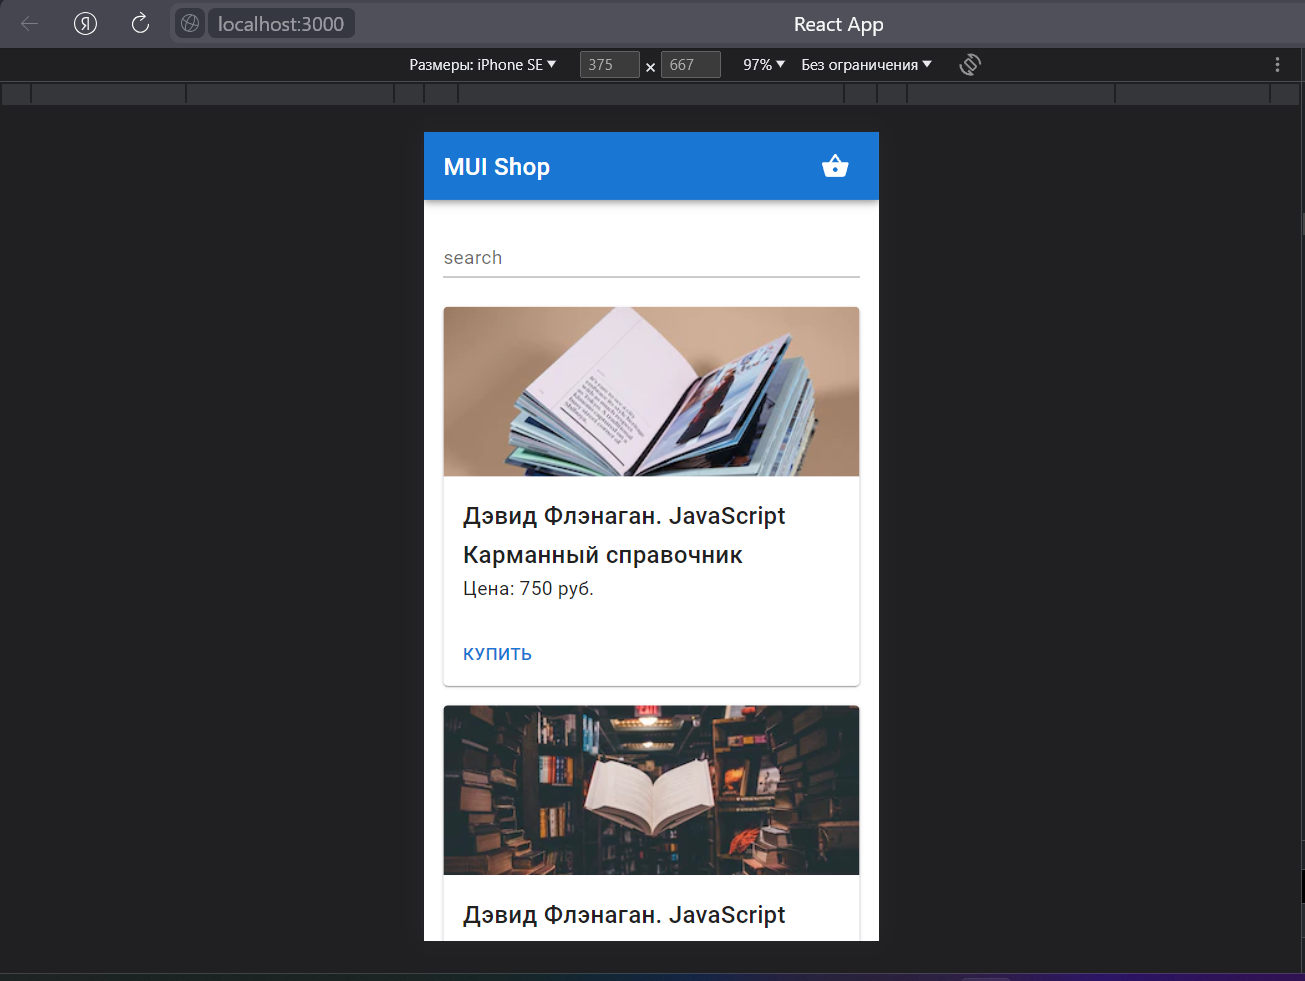 Я
localhost:3000
React App
Размеры: iPhone SE
375
×
667
97%
Без ограничения
MUI Shop
search
Дэвид Флэнаган. JavaScript
Карманный справочник
Цена: 750 руб.
КУПИТЬ
Дэвид Флэнаган. JavaScript